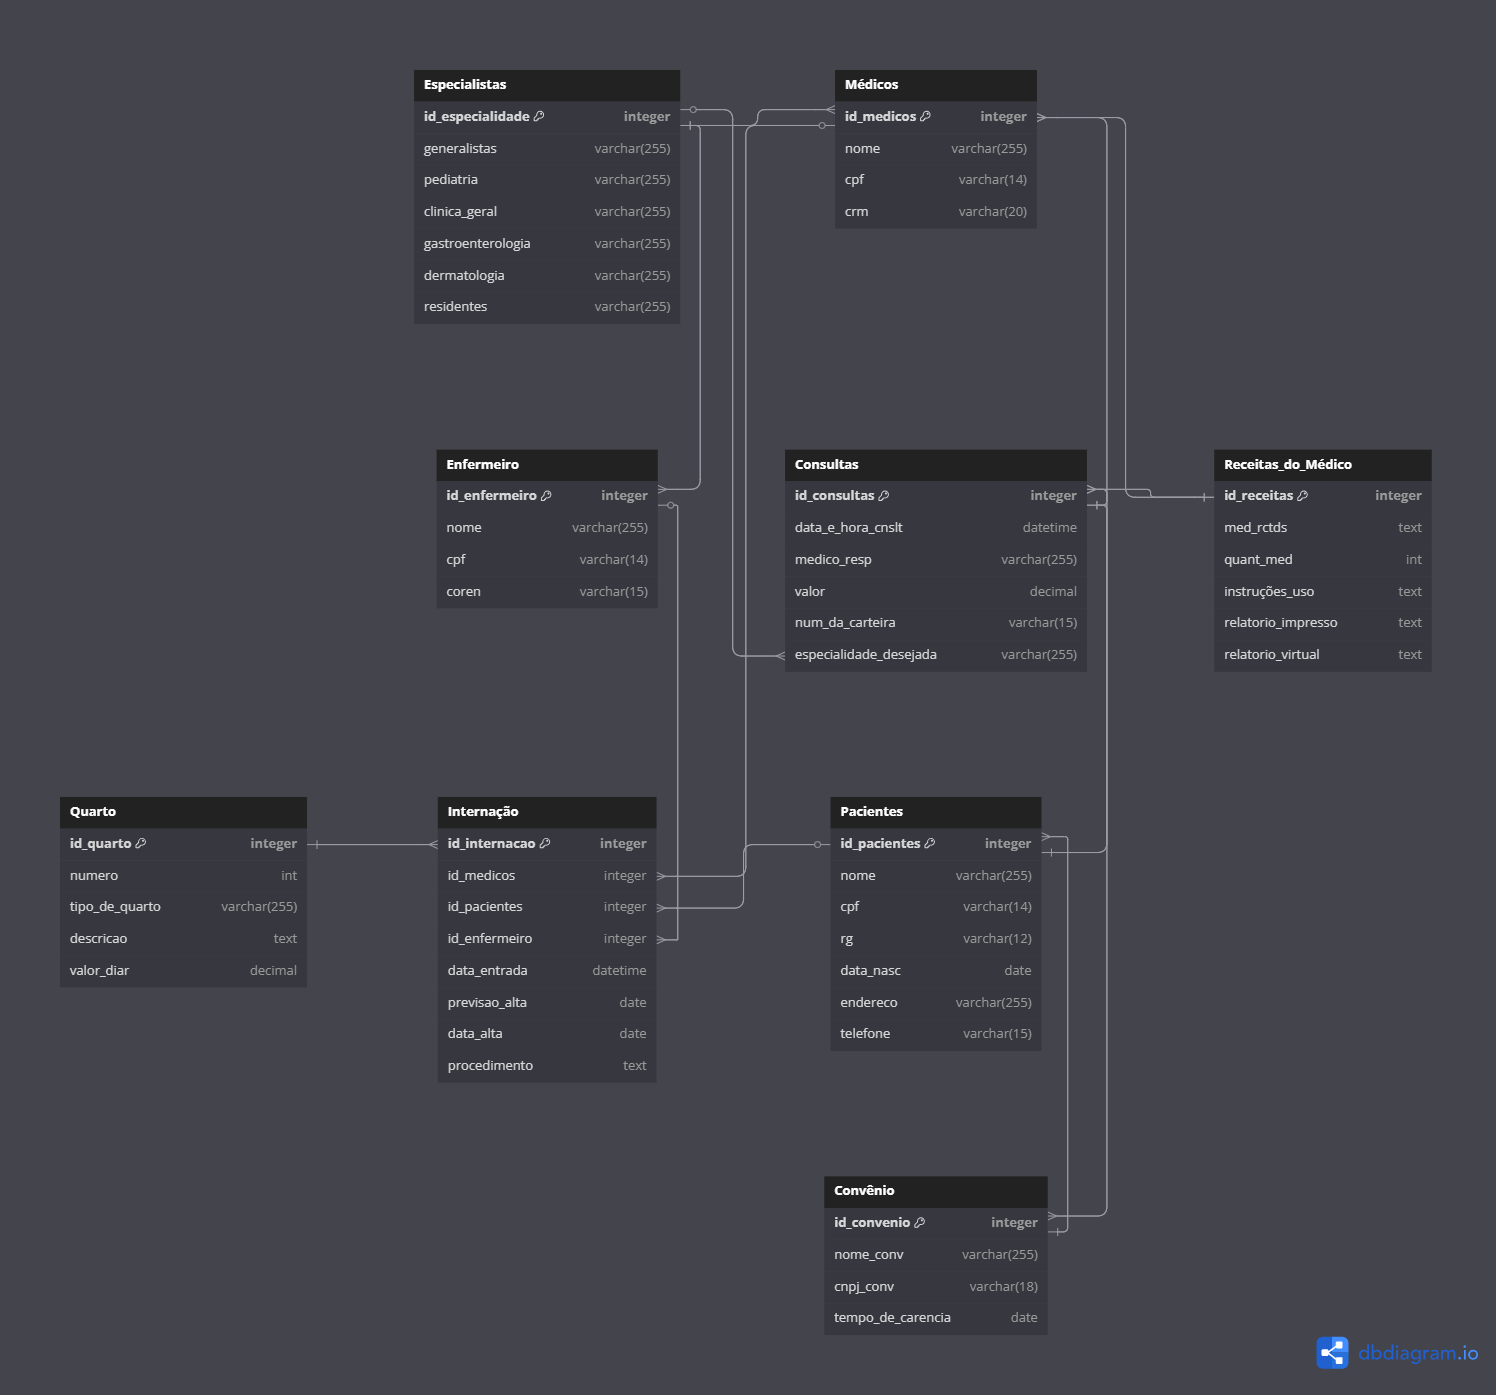 Especialistas
id_especialidade integer
generalistas varchar(255)
pediatria varchar(255)
clinica_geral varchar(255)
gastroenterologia varchar(255)
dermatologia varchar(255)
residentes varchar(255)
Médicos
id_medicos integer
nome varchar(255)
cpf varchar(14)
crm varchar(20)
Enfermeiro
id_enfermeiro integer
nome varchar(255)
cpf varchar(14)
coren varchar(15)
Consultas
id_consultas integer
data_e_hora_cnslt datetime
medico_resp varchar(255)
valor decimal
num_da_carteira varchar(15)
especialidade_desejada varchar(255)
Receitas_do_Médico
id_receitas integer
med_rctds text
quant_med int
instruções_uso text
relatorio_impresso text
relatorio_virtual text
Quarto
id_quarto integer
numero int
tipo_de_quarto varchar(255)
descricao text
valor_diar decimal
Internação
id_internacao integer
id_medicos integer
id_pacientes integer
id_enfermeiro integer
data_entrada datetime
previsao_alta date
data_alta date
procedimento text
Pacientes
id_pacientes integer
nome varchar(255)
cpf varchar(14)
rg varchar(12)
data_nasc date
endereco varchar(255)
telefone varchar(15)
Convênio
id_convenio integer
nome_conv varchar(255)
cnpj_conv varchar(18)
tempo_de_carencia date
dbdiagram.io